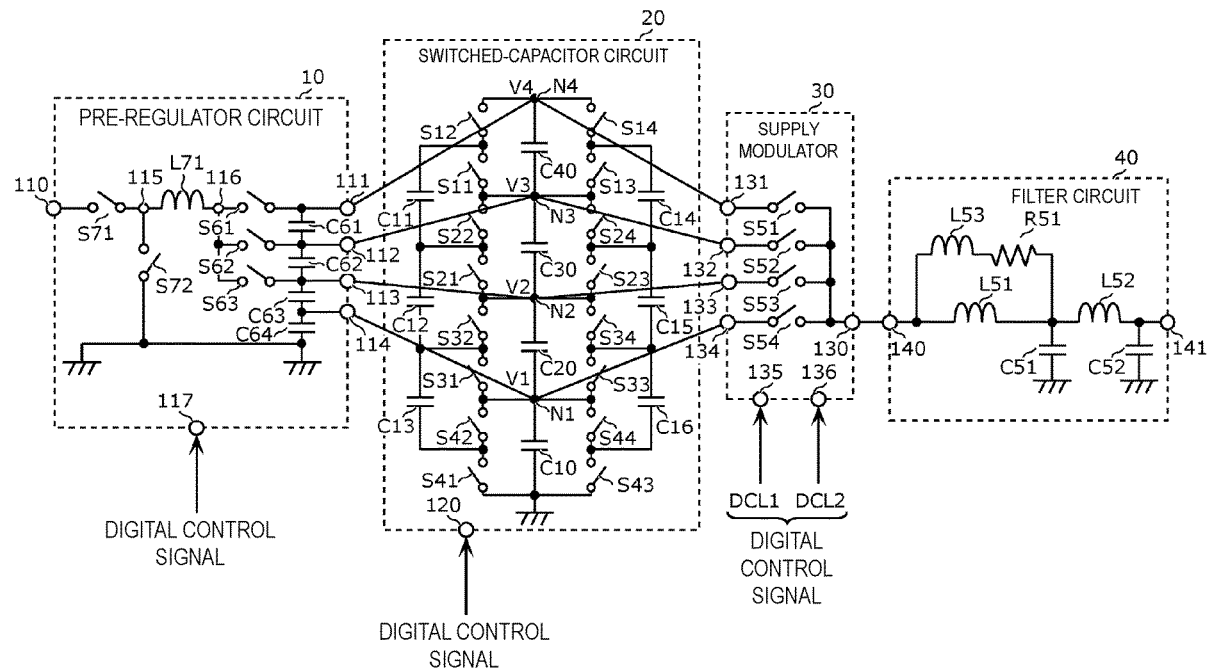 20
SWITCHED-CAPACITOR CIRCUIT
V4
N4
10
PRE-REGULATOR CIRCUIT
30
SUPPLY
MODULATOR
40
FILTER CIRCUIT
S12
S14
C40
L71
110
115
116
111
S71
S61
C61
S72
S62
C62
112
S63
113
C63
C64
114
117
S11
V3
S13
C11
N3
C14
S22
S24
C30
S21
V2
S23
N2
C12
C15
S32
S34
C20
S31
V1
S33
N1
C13
C16
S42
S44
C10
S41
S43
120
131
S51
132
S52
133
S53
134
S54
130
135
136
L53
R51
L51
L52
140
141
C51
C52
DCL1
DCL2
DIGITAL CONTROL
SIGNAL
DIGITAL CONTROL
SIGNAL
DIGITAL
CONTROL
SIGNAL